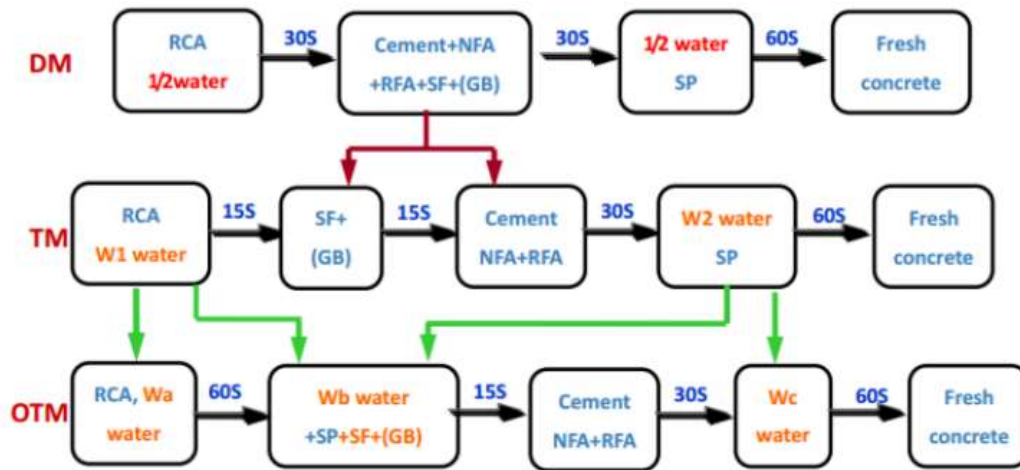 DM
RCA
1/2water
30S
Cement+NFA
+RFA+SF+(GB)
30S
1/2 water
SP
60S
Fresh
concrete
TM
RCA
W1 water
15S
SF+
(GB)
15S
Cement
NFA+RFA
30S
W2 water
SP
60S
Fresh
concrete
OTM
RCA, Wa
water
60S
Wb water
+SP+SF+(GB)
15S
Cement
NFA+RFA
30S
Wc
water
60S
Fresh
concrete